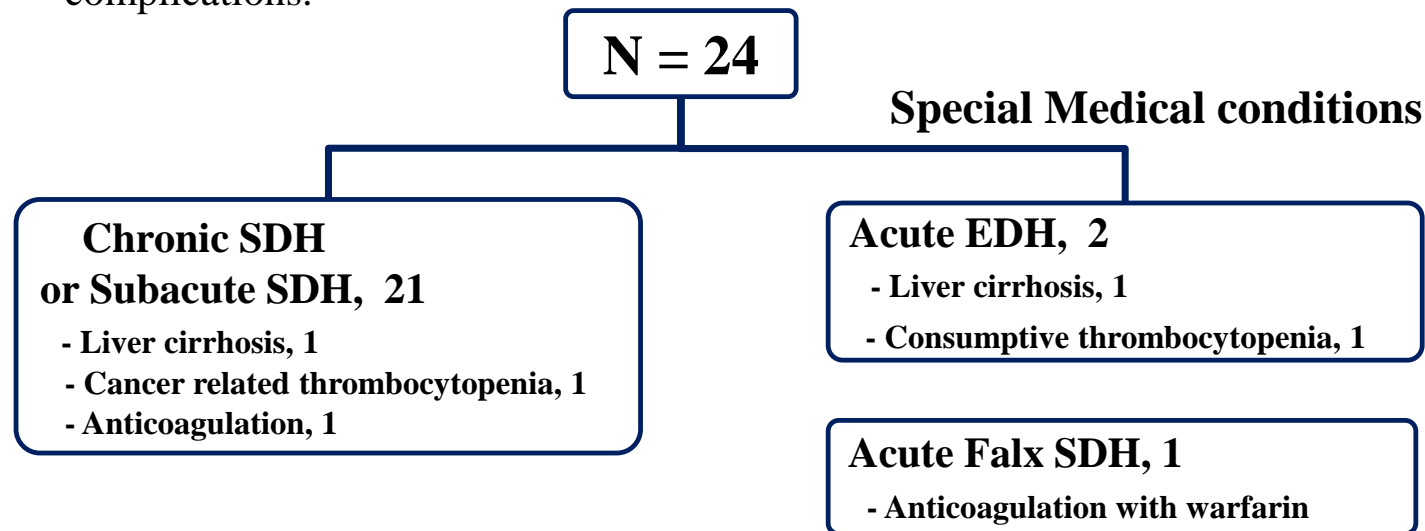 complications.
N = 24
Special Medical conditions
Chronic SDH
or Subacute SDH, 21
- Liver cirrhosis, 1
- Cancer related thrombocytopenia, 1
- Anticoagulation, 1
Acute EDH, 2
- Liver cirrhosis, 1
- Consumptive thrombocytopenia, 1
Acute Falx SDH, 1
- Anticoagulation with warfarin